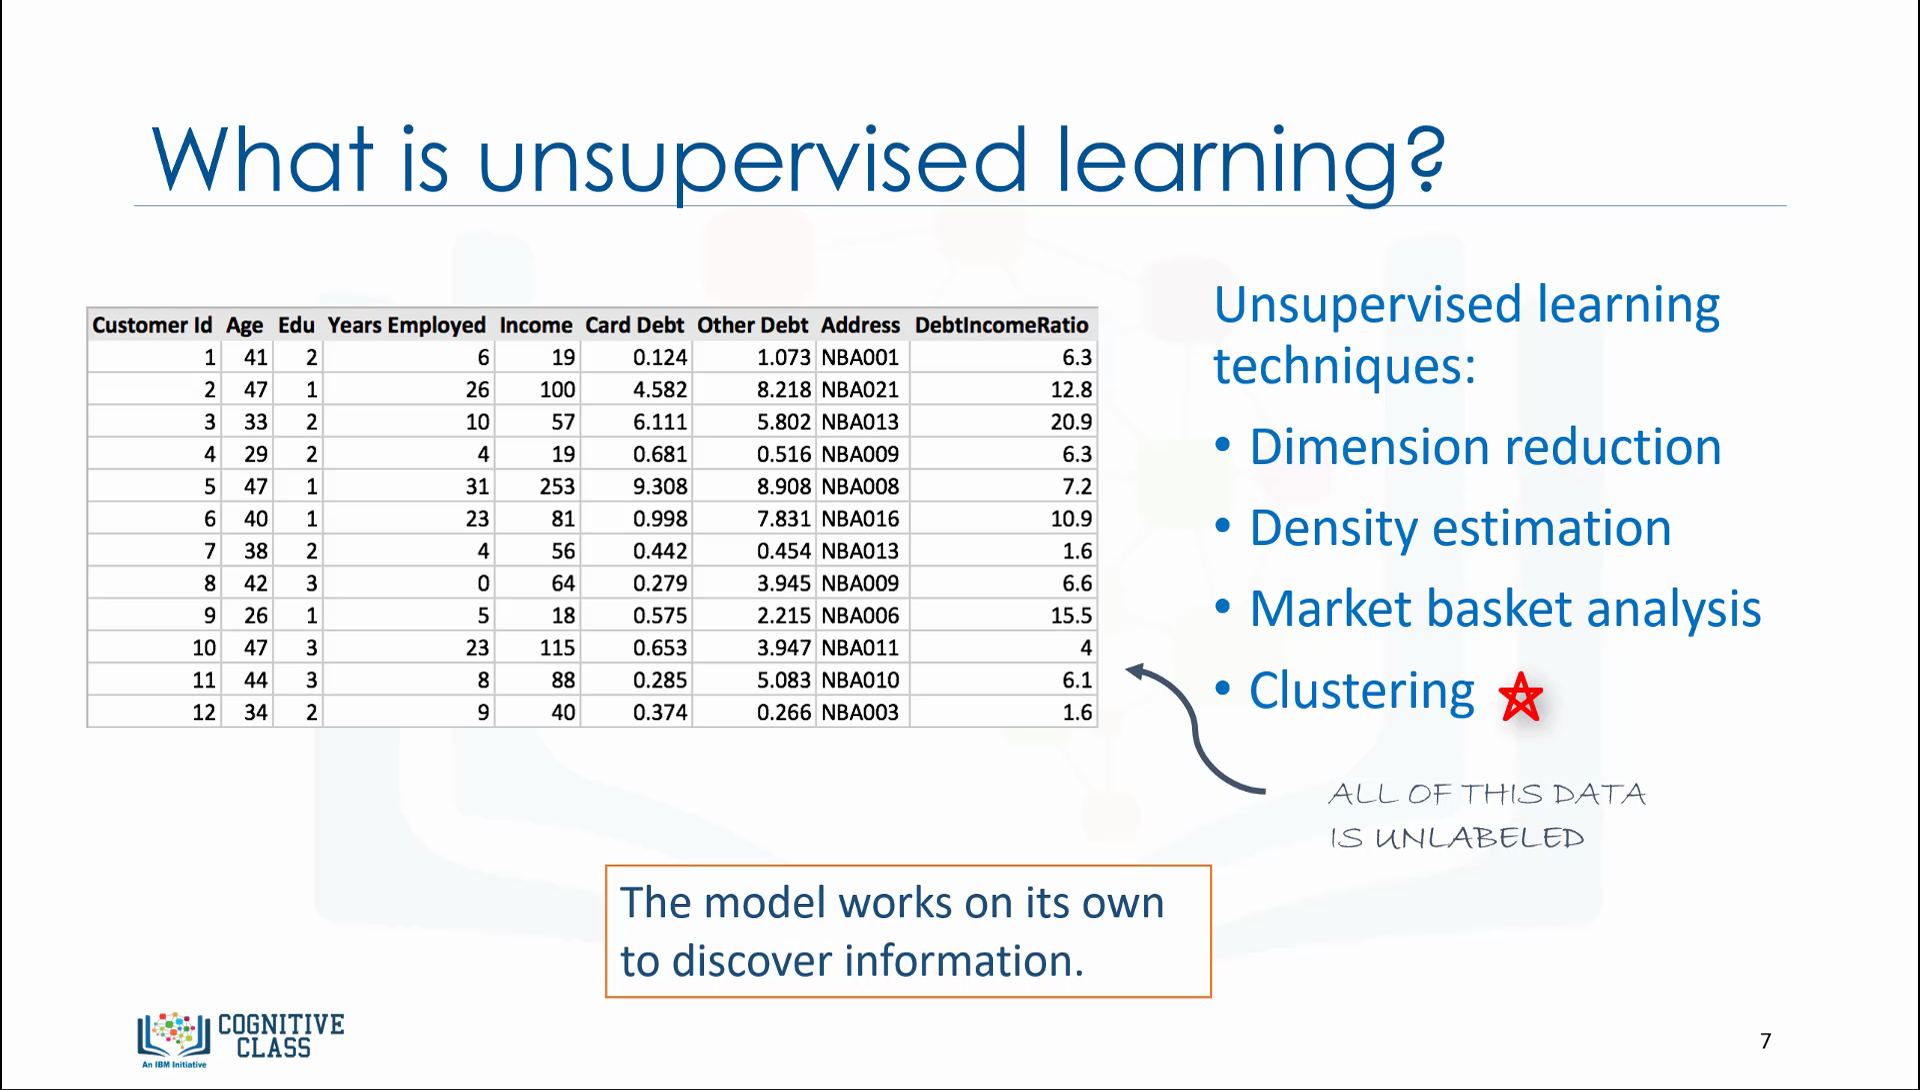 What is unsupervised learning?
Customer Id Age Edu Years Employed Income Card Debt Other Debt Address DebtIncomeRatio
1 41 2 6 19 0.124 1.073 NBA001 6.3
2 47 1 26 100 4.582 8.218 NBA021 12.8
3 33 2 10 57 6.111 5.802 NBA013 20.9
4 29 2 4 19 0.681 0.516 NBA009 6.3
5 47 1 31 253 9.308 8.908 NBA008 7.2
6 40 1 23 81 0.998 7.831 NBA016 10.9
7 38 2 4 56 0.442 0.454 NBA013 1.6
8 42 3 0 64 0.279 3.945 NBA009 6.6
9 26 1 5 18 0.575 2.215 NBA006 15.5
10 47 3 23 115 0.653 3.947 NBA011 4
11 44 3 8 88 0.285 5.083 NBA010 6.1
12 34 2 9 40 0.374 0.266 NBA003 1.6
Unsupervised learning
techniques:
• Dimension reduction
• Density estimation
• Market basket analysis
• Clustering
ALL OF THIS DATA
IS UNLABELED
The model works on its own
to discover information.
COGNITIVE
CLASS
An IBM Initiative
7